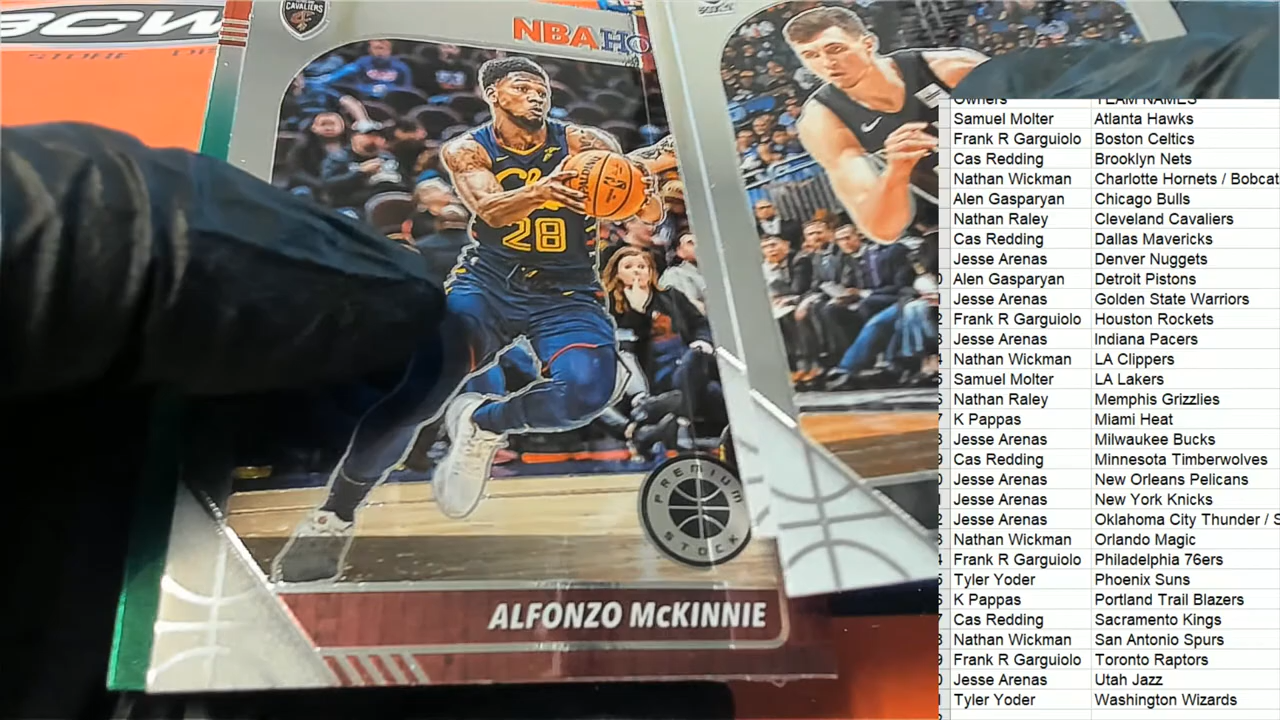 BCW
STORE
CAVALIERS
NBA HO
Cle
28
SPALDING
PREMIUM
STOCK
ALFONZO McKINNIE
Owners TEAM NAMES
Samuel Molter Atlanta Hawks
Frank R Garguiolo Boston Celtics
Cas Redding Brooklyn Nets
Nathan Wickman Charlotte Hornets / Bobcat
Alen Gasparyan Chicago Bulls
Nathan Raley Cleveland Cavaliers
Cas Redding Dallas Mavericks
Jesse Arenas Denver Nuggets
Alen Gasparyan Detroit Pistons
Jesse Arenas Golden State Warriors
Frank R Garguiolo Houston Rockets
Jesse Arenas Indiana Pacers
Nathan Wickman LA Clippers
Samuel Molter LA Lakers
Nathan Raley Memphis Grizzlies
K Pappas Miami Heat
Jesse Arenas Milwaukee Bucks
Cas Redding Minnesota Timberwolves
Jesse Arenas New Orleans Pelicans
Jesse Arenas New York Knicks
Jesse Arenas Oklahoma City Thunder / S
Nathan Wickman Orlando Magic
Frank R Garguiolo Philadelphia 76ers
Tyler Yoder Phoenix Suns
K Pappas Portland Trail Blazers
Cas Redding Sacramento Kings
Nathan Wickman San Antonio Spurs
Frank R Garguiolo Toronto Raptors
Jesse Arenas Utah Jazz
Tyler Yoder Washington Wizards